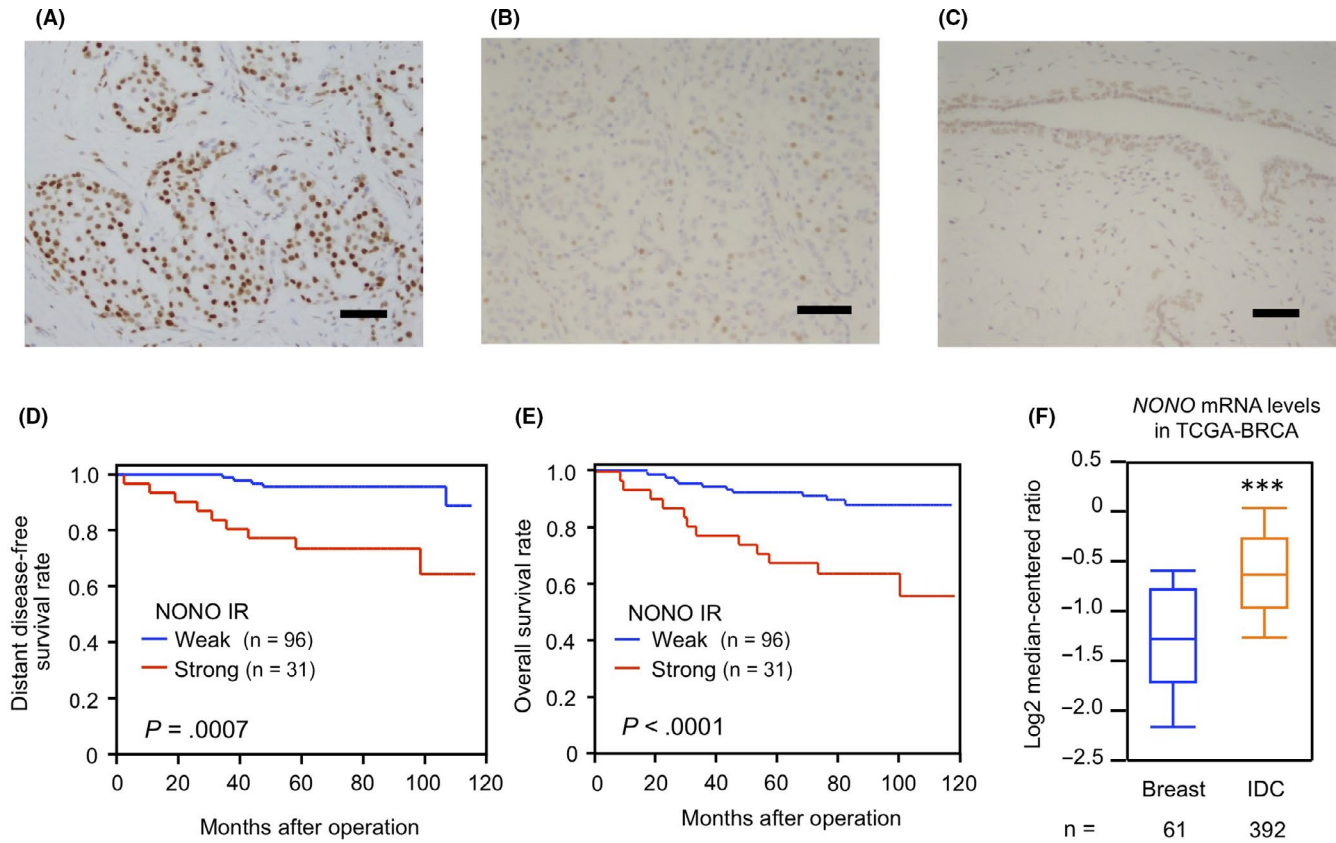 (A)
(B)
(C)
(D)
Distant disease-free
survival rate
1.0
0.8
0.6
0.4
0.2
0
NONO IR
Weak (n = 96)
Strong (n = 31)
P = .0007
0 20 40 60 80 100 120
Months after operation
(E)
Overall survival rate
1.0
0.8
0.6
0.4
0.2
0
NONO IR
Weak (n = 96)
Strong (n = 31)
P < .0001
0 20 40 60 80 100 120
Months after operation
(F)
NONO mRNA levels
in TCGA-BRCA
Log2 median-centered ratio
0.5
0
−0.5
−1.0
−1.5
−2.0
−2.5
***
Breast IDC
n = 61 392